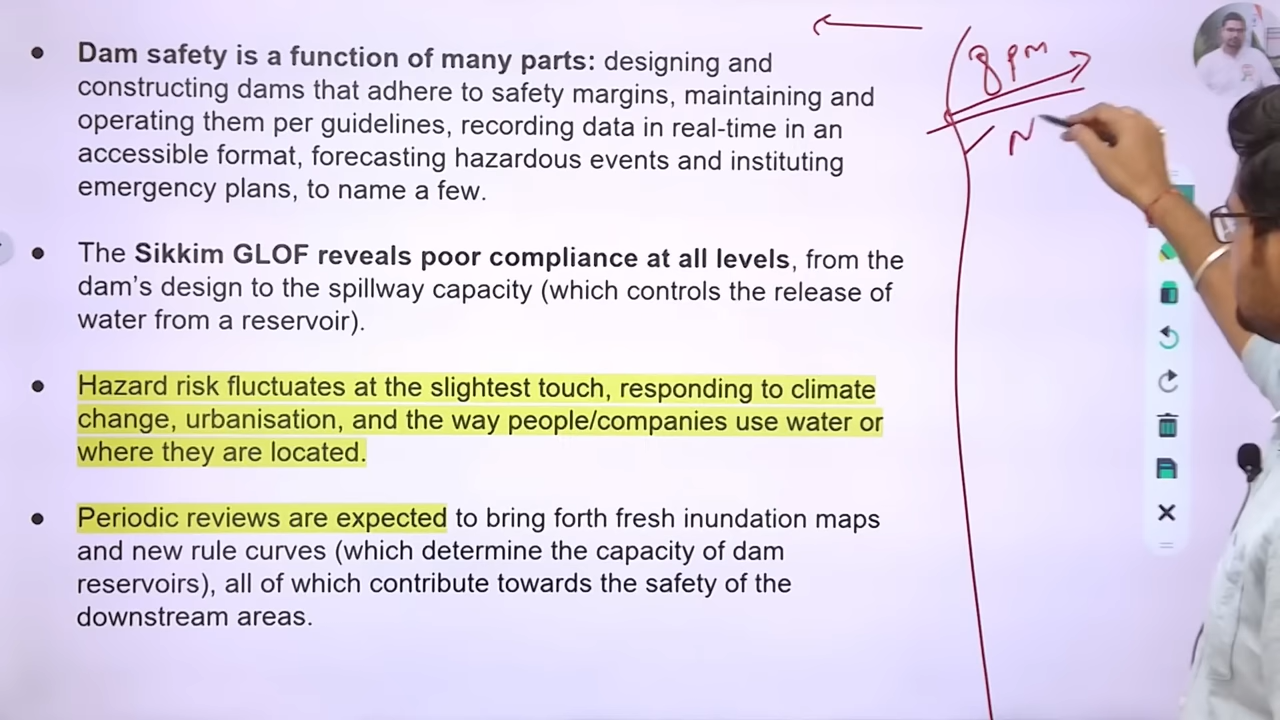 Dam safety is a function of many parts: designing and
constructing dams that adhere to safety margins, maintaining and
operating them per guidelines, recording data in real-time in an
accessible format, forecasting hazardous events and instituting
emergency plans, to name a few.
The Sikkim GLOF reveals poor compliance at all levels, from the
dam's design to the spillway capacity (which controls the release of
water from a reservoir).
Hazard risk fluctuates at the slightest touch, responding to climate
change, urbanisation, and the way people/companies use water or
where they are located.
Periodic reviews are expected to bring forth fresh inundation maps
and new rule curves (which determine the capacity of dam
reservoirs), all of which contribute towards the safety of the
downstream areas.
8 pm
N